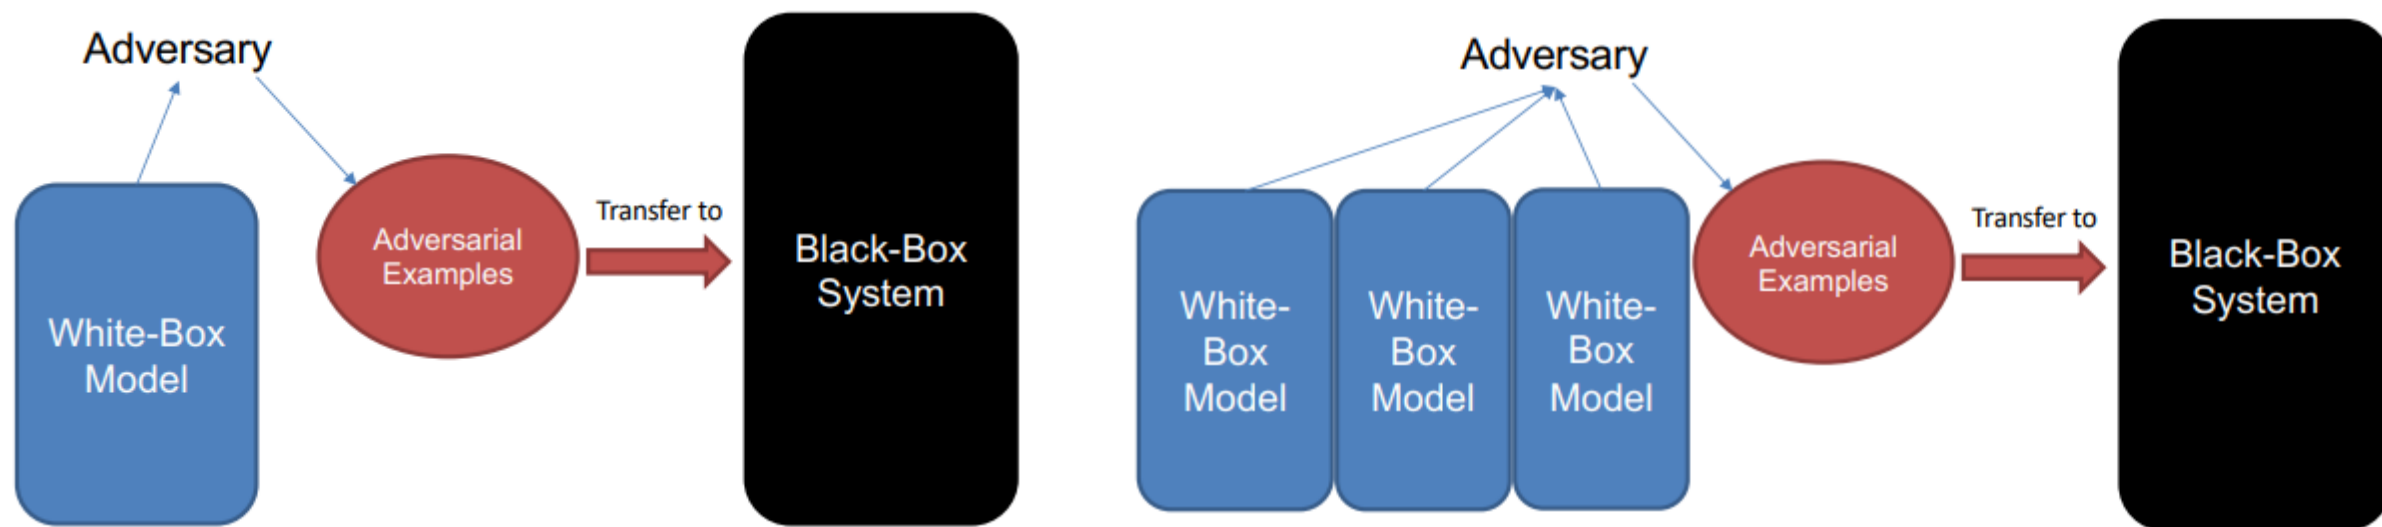 Adversary
White-Box
Model
Adversarial
Examples
Transfer to
Black-Box
System
Adversary
White-
Box
Model
White-
Box
Model
White-
Box
Model
Adversarial
Examples
Transfer to
Black-Box
System